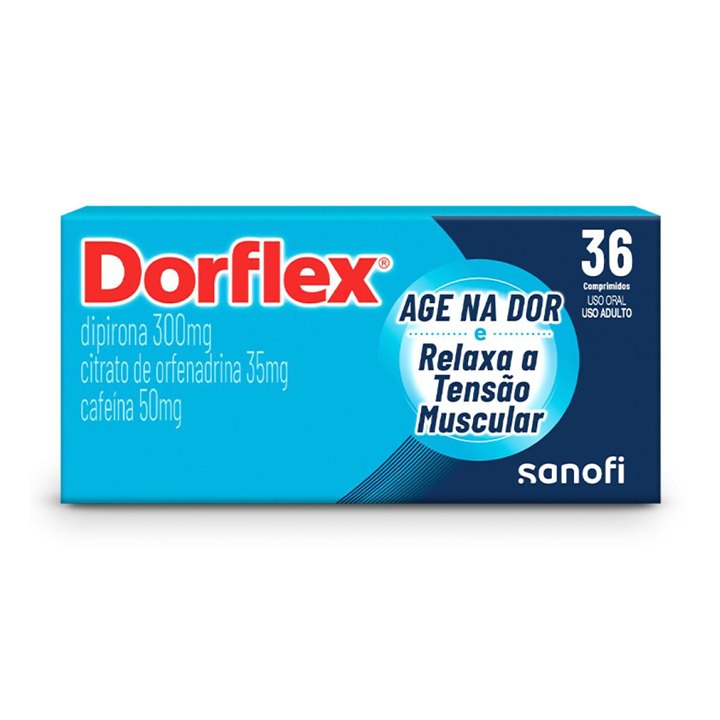 Dorflex®
dipirona 300mg
citrato de orfenadrina 35mg
cafeína 50mg
AGE NA DOR
e
Relaxa a
Tensão
Muscular
36
Comprimidos
USO ORAL
USO ADULTO
sanofi